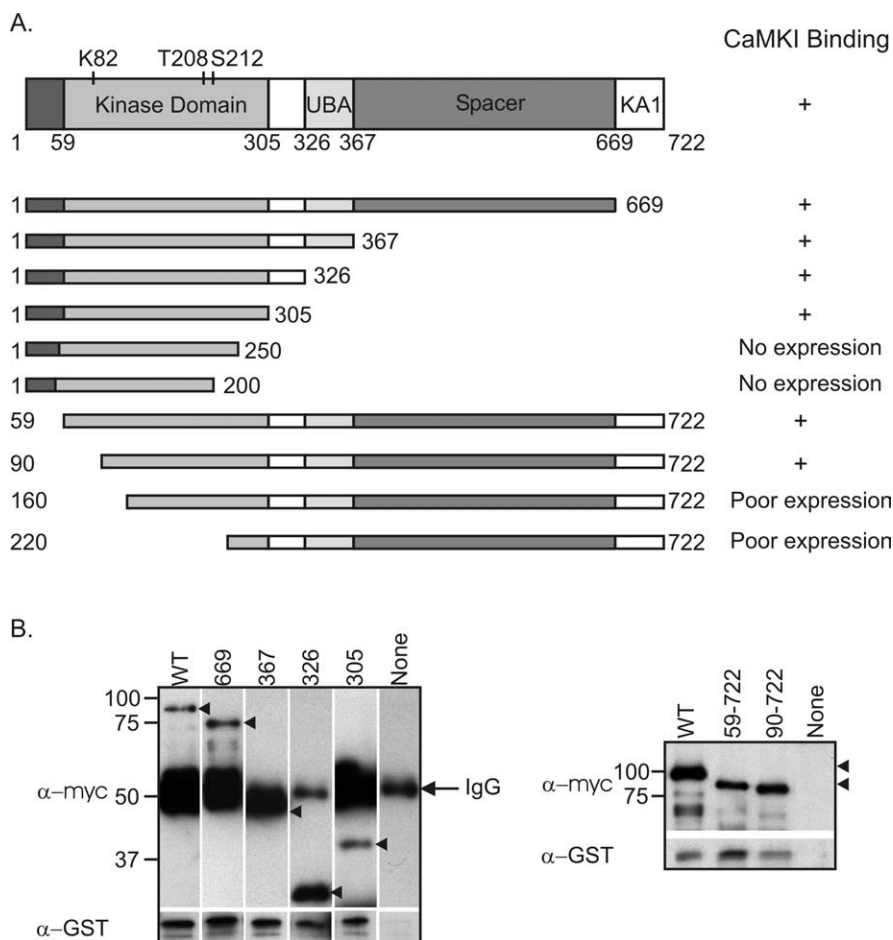 A.
CaMKI Binding
K82 T208 S212
Kinase Domain UBA Spacer KA1 +
1 59 305 326 367 669 722
1 669 +
1 367 +
1 326 +
1 305 +
1 250 No expression
1 200 No expression
59 722 +
90 722 +
160 722 Poor expression
220 722 Poor expression
B.
WT 669 367 326 305 None
100
75
α–myc 50 IgG
37
α–GST
WT 59-722 90-722 None
100
α–myc 75
α–GST